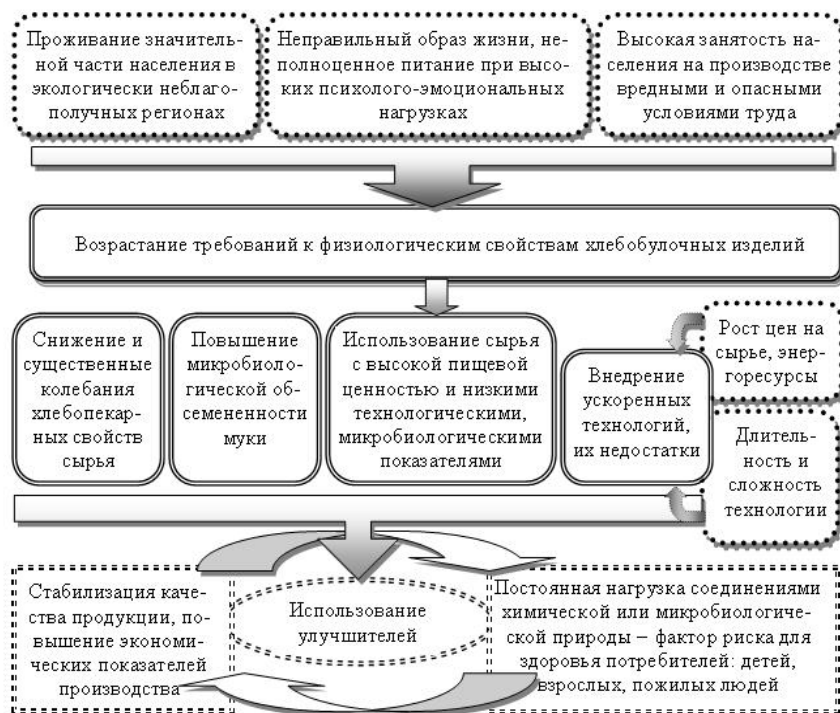 Проживание значитель-
ной части населения в
экологически неблаго-
получных регионах
Неправильный образ жизни, не-
полноценное питание при высо-
ких психолого-эмоциональных
нагрузках
Высокая занятость на-
селения на производстве
вредными и опасными
условиями труда
Возрастание требований к физиологическим свойствам хлебобулочных изделий
Снижение и
существенные
колебания
хлебопекар-
ных свойств
сырья
Повышение
микробиоло-
гической об-
семененности
муки
Использование сырья
с высокой пищевой
ценностью и низкими
технологическими,
микробиологическими
показателями
Внедрение
ускоренных
технологий,
их недостатки
Рост цен на
сырье, энер-
горесурсы
Длитель-
ность и
сложность
технологии
Стабилизация качес-
тва продукции, по-
вышение экономи-
ческих показателей
производства
Использование
улучшителей
Постоянная нагрузка соединениями
химической или микробиологиче-
ской природы – фактор риска для
здоровья потребителей: детей,
взрослых, пожилых людей